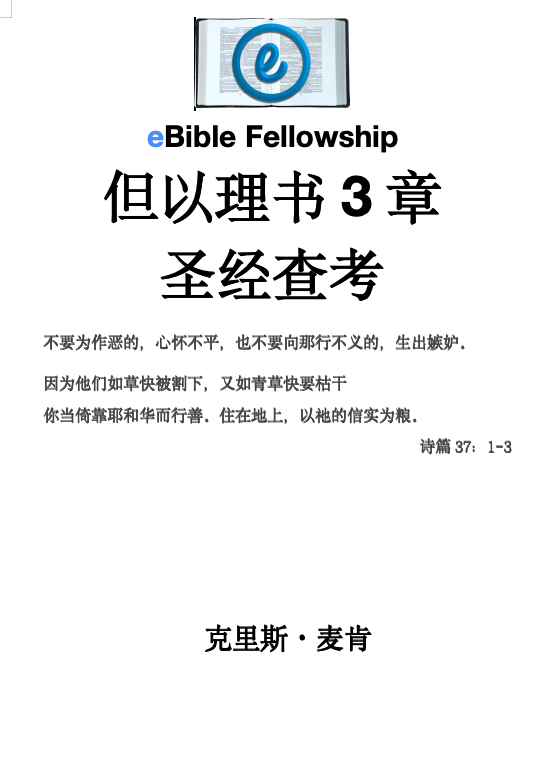 e
eBible Fellowship
但以理书 3 章
圣经查考
不要为作恶的，心怀不平，也不要向那行不义的，生出嫉妒。
因为他们如草快被割下，又如青草快要枯干
你当倚靠耶和华而行善。住在地上，以祂的信实为粮。
诗篇 37：1-3
克里斯・麦肯